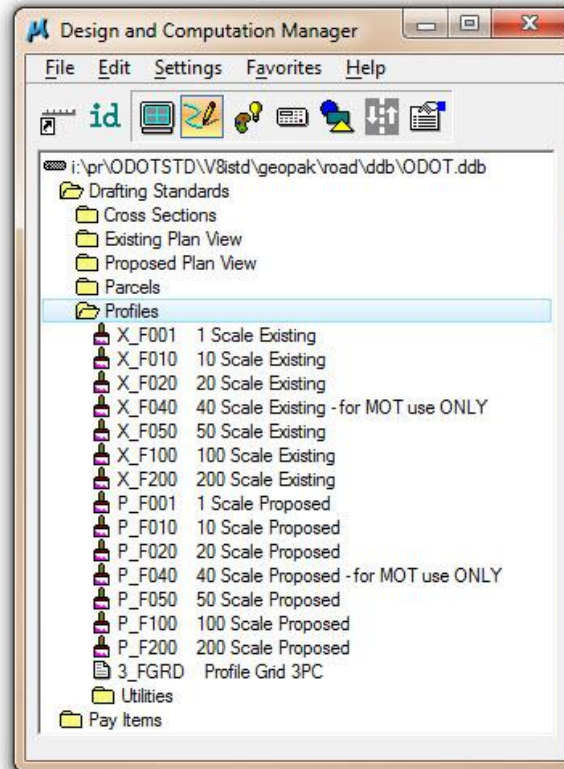 Design and Computation Manager
File Edit Settings Favorites Help
id
i:\pr\ODOTSTD\V8istd\geopak\road\ddb\ODOT.ddb
Drafting Standards
Cross Sections
Existing Plan View
Proposed Plan View
Parcels
Profiles
X_F001 1 Scale Existing
X_F010 10 Scale Existing
X_F020 20 Scale Existing
X_F040 40 Scale Existing - for MOT use ONLY
X_F050 50 Scale Existing
X_F100 100 Scale Existing
X_F200 200 Scale Existing
P_F001 1 Scale Proposed
P_F010 10 Scale Proposed
P_F020 20 Scale Proposed
P_F040 40 Scale Proposed - for MOT use ONLY
P_F050 50 Scale Proposed
P_F100 100 Scale Proposed
P_F200 200 Scale Proposed
3_FGRD Profile Grid 3PC
Utilities
Pay Items